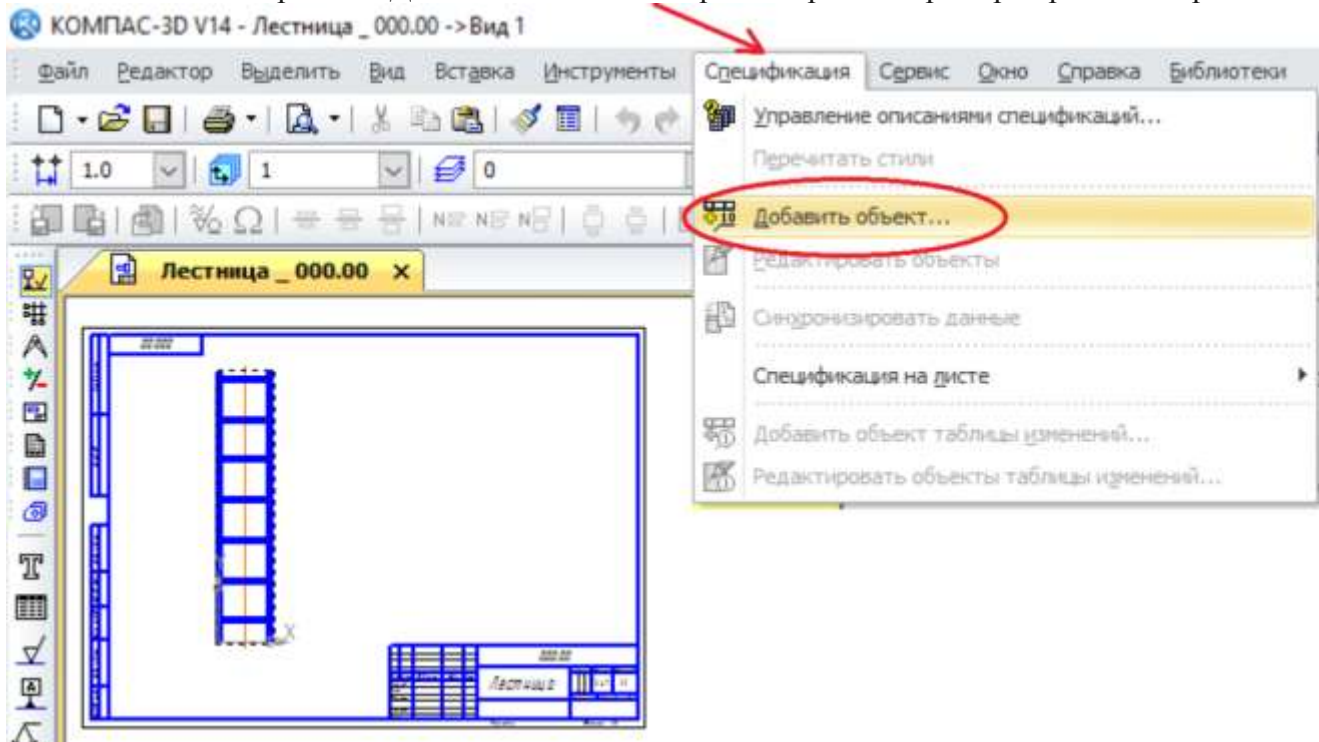 КОМПАС-3D V14 - Лестница _ 000.00 ->Вид 1
Файл Редактор Выделить Вид Вставка Инструменты Спецификация Сервис Окно Справка Библиотеки
Управление описаниями спецификаций...
Перечитать стили
1.0 1 0
Добавить объект...
Редактировать объекты
Лестница _ 000.00 x
Синхронизировать данные
Спецификация на листе
Добавить объект таблицы изменений...
Редактировать объекты таблицы изменений...
X
000.00
Лестница